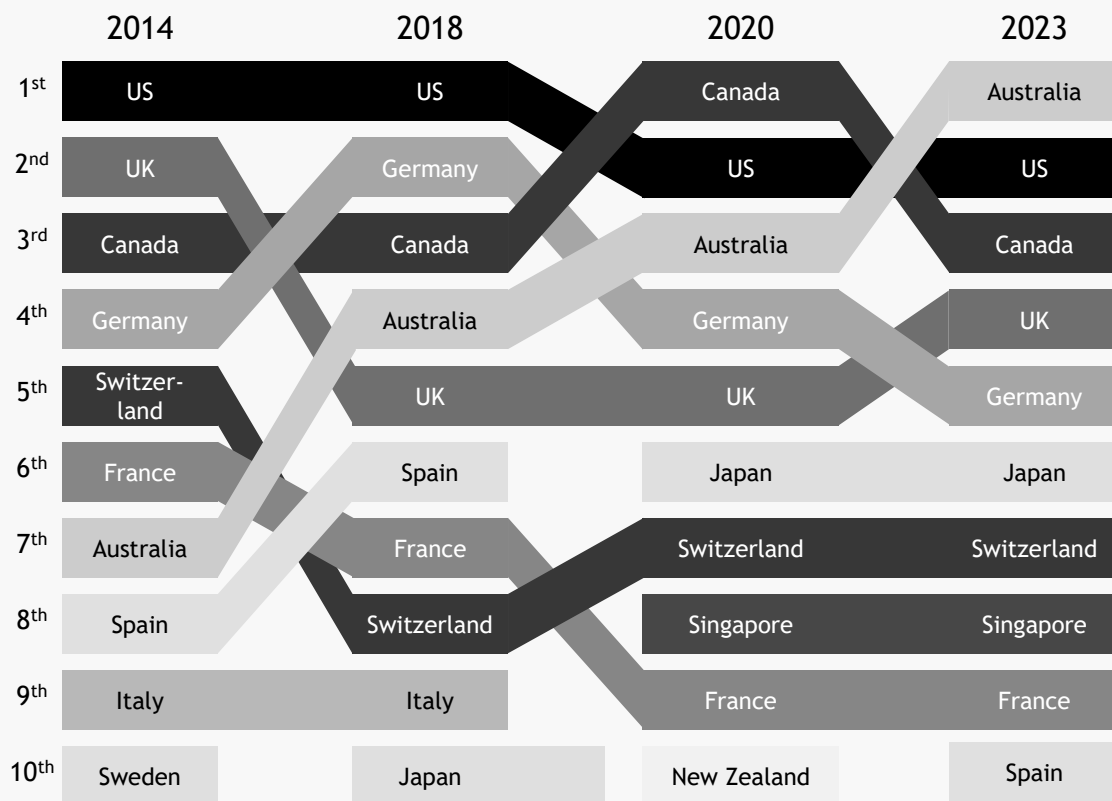 2014 2018 2020 2023
1st US US Canada Australia
2nd UK Germany US US
3rd Canada Canada Australia Canada
4th Germany Australia Germany UK
5th Switzer-
land UK UK Germany
6th France Spain Japan Japan
7th Australia France Switzerland Switzerland
8th Spain Switzerland Singapore Singapore
9th Italy Italy France France
10th Sweden Japan New Zealand Spain